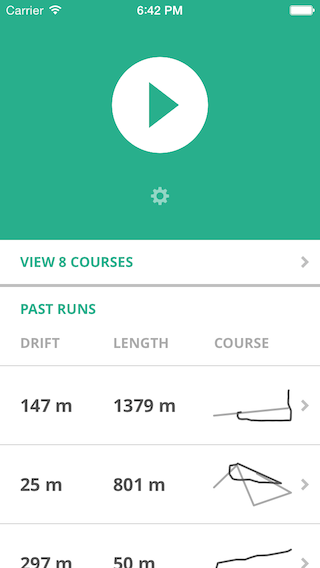 Carrier 6:42 PM
VIEW 8 COURSES
PAST RUNS
DRIFT LENGTH COURSE
147 m 1379 m
25 m 801 m
297 m 50 m